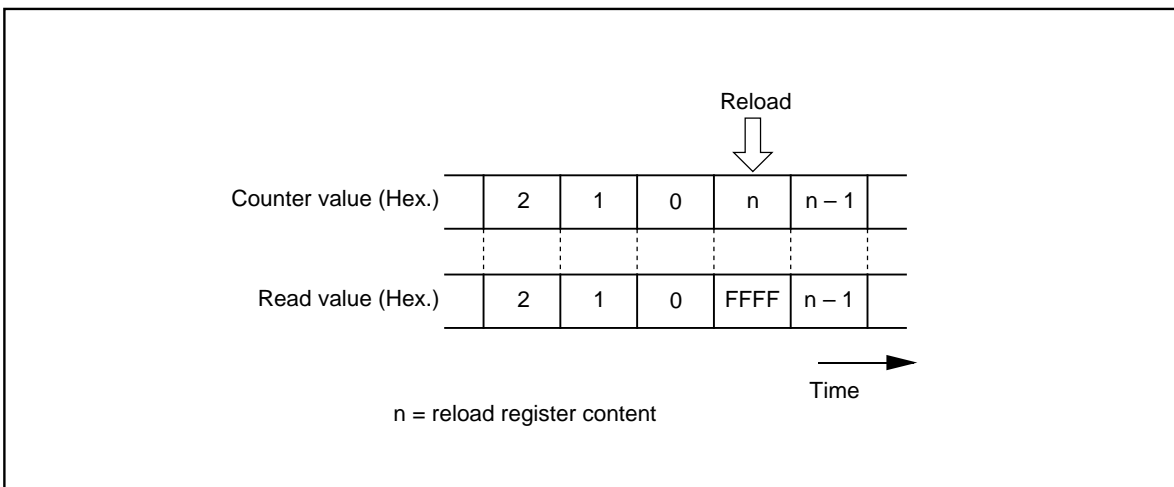 Reload
Counter value (Hex.) 2 1 0 n n – 1
Read value (Hex.) 2 1 0 FFFF n – 1
Time
n = reload register content